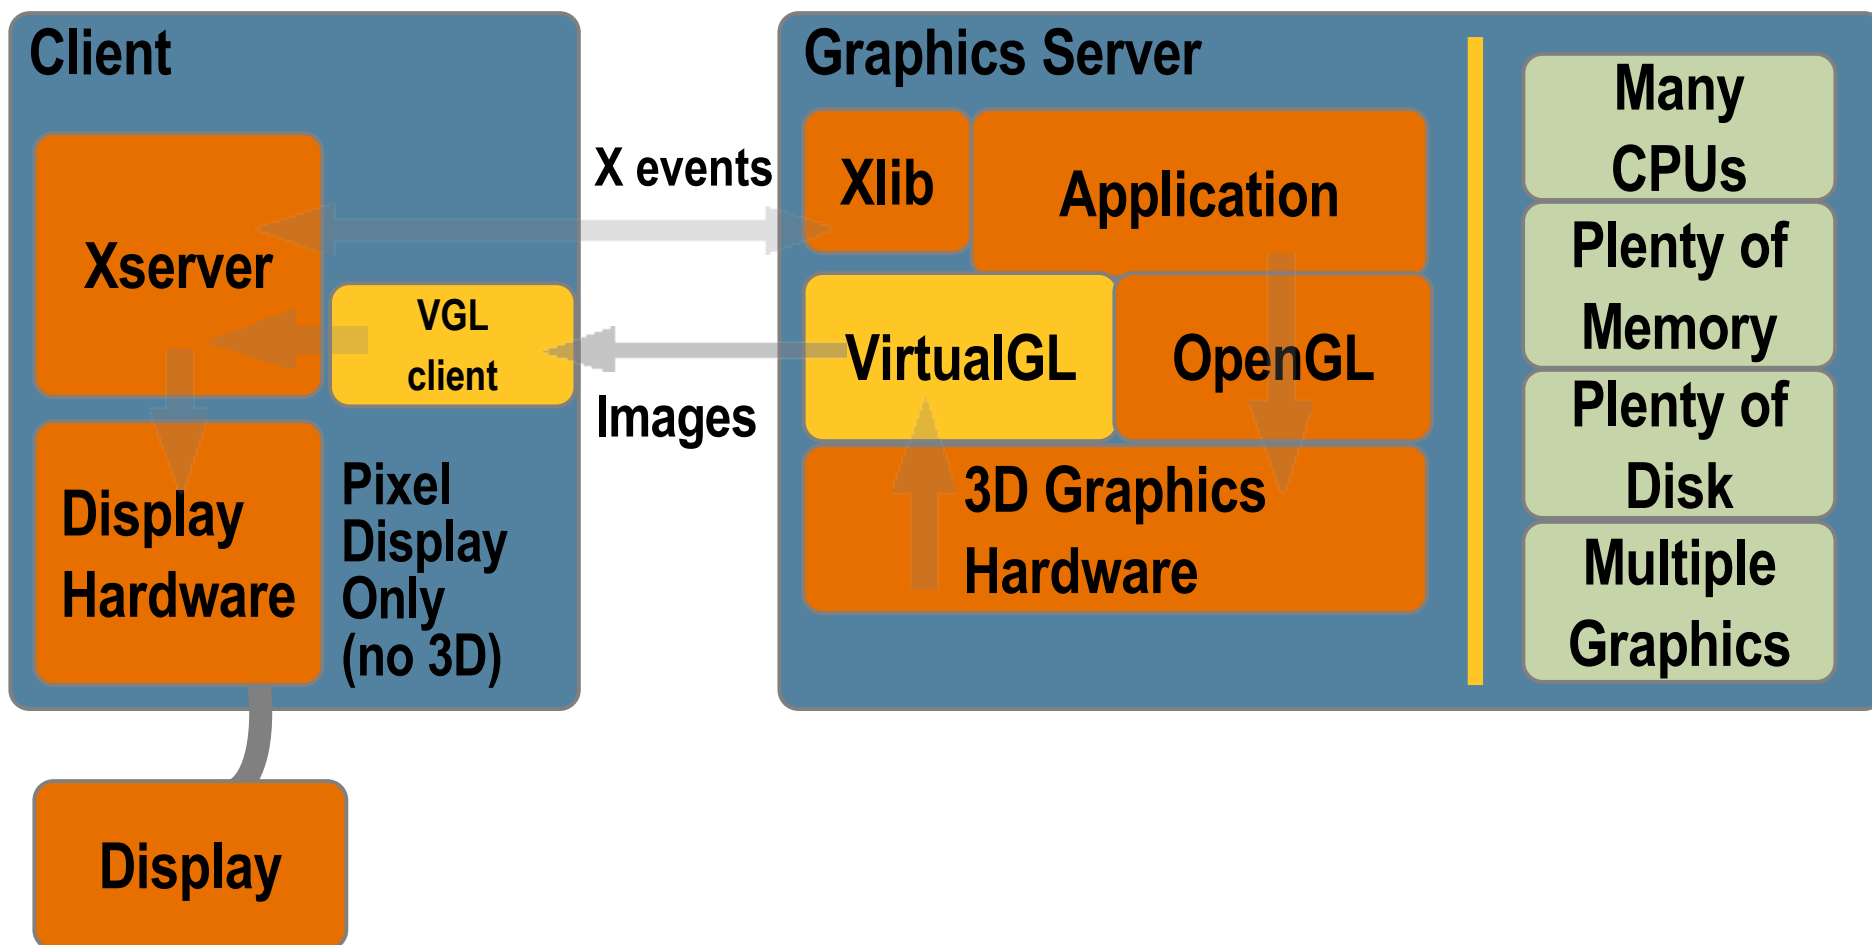 Client
Xserver
VGL
client
Display
Hardware
Pixel
Display
Only
(no 3D)
Display
X events
Images
Graphics Server
Xlib
Application
VirtualGL
OpenGL
3D Graphics
Hardware
Many
CPUs
Plenty of
Memory
Plenty of
Disk
Multiple
Graphics